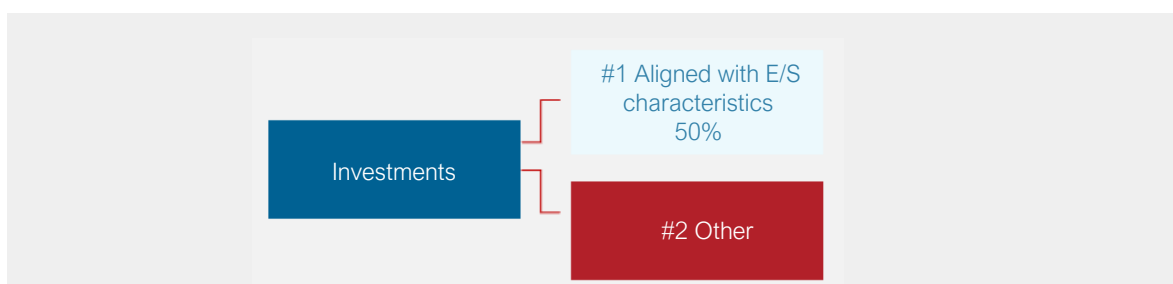 #1 Aligned with E/S
characteristics
50%
Investments
#2 Other